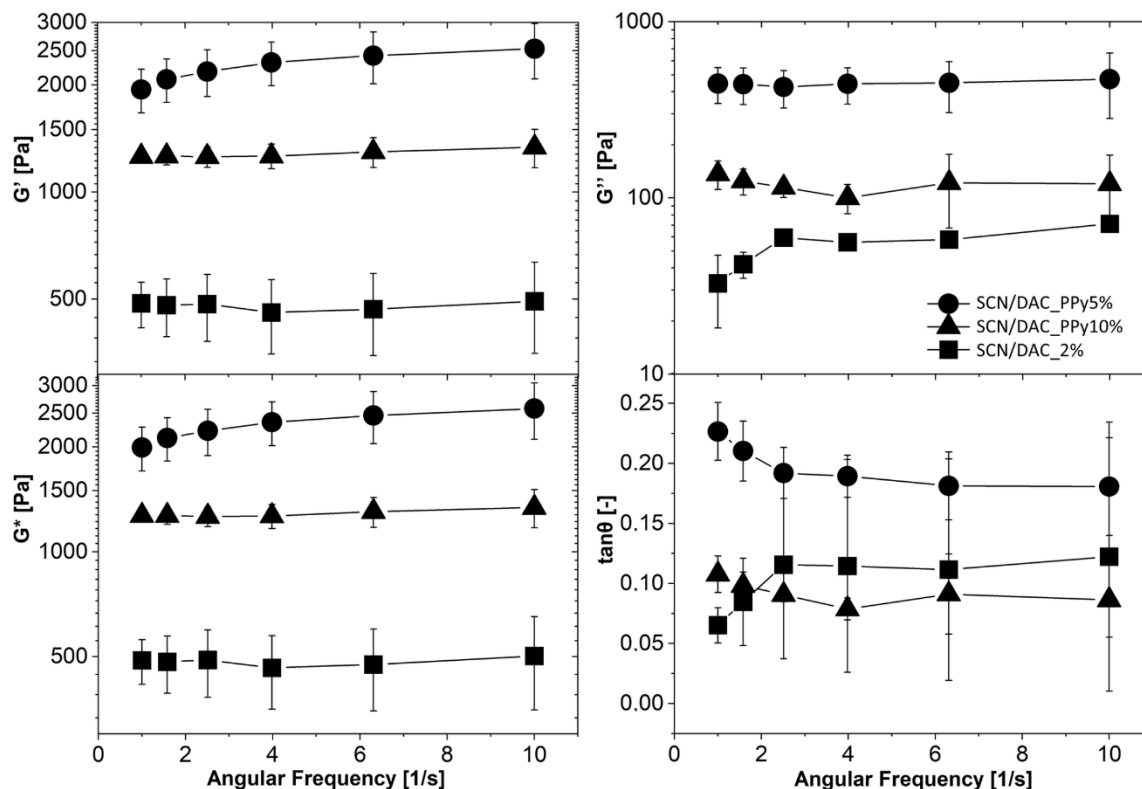 3000
2500
2000
1500
1000
500
G' [Pa]
1000
100
10
G'' [Pa]
SCN/DAC_PPy5%
SCN/DAC_PPy10%
SCN/DAC_2%
3000
2500
2000
1500
1000
500
G* [Pa]
0 2 4 6 8 10
Angular Frequency [1/s]
0.25
0.20
0.15
0.10
0.05
0.00
tanθ [-]
0 2 4 6 8 10
Angular Frequency [1/s]